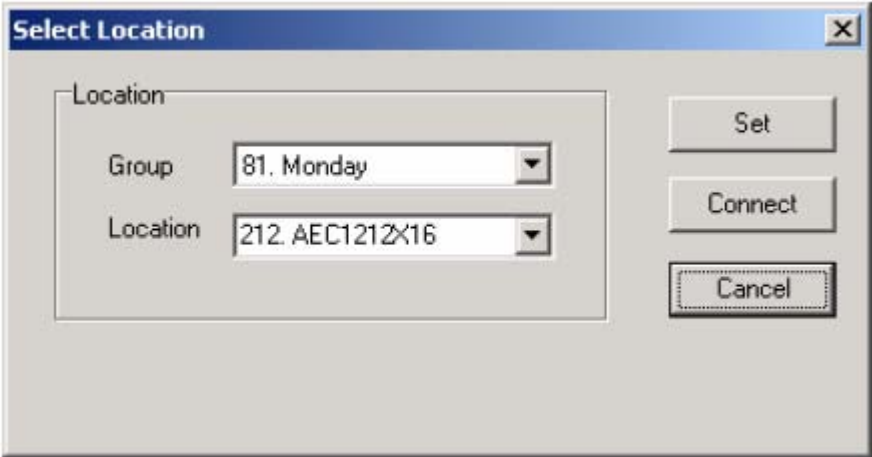 Select Location
Location
Group 81. Monday
Location 212. AEC1212X16
Set
Connect
Cancel